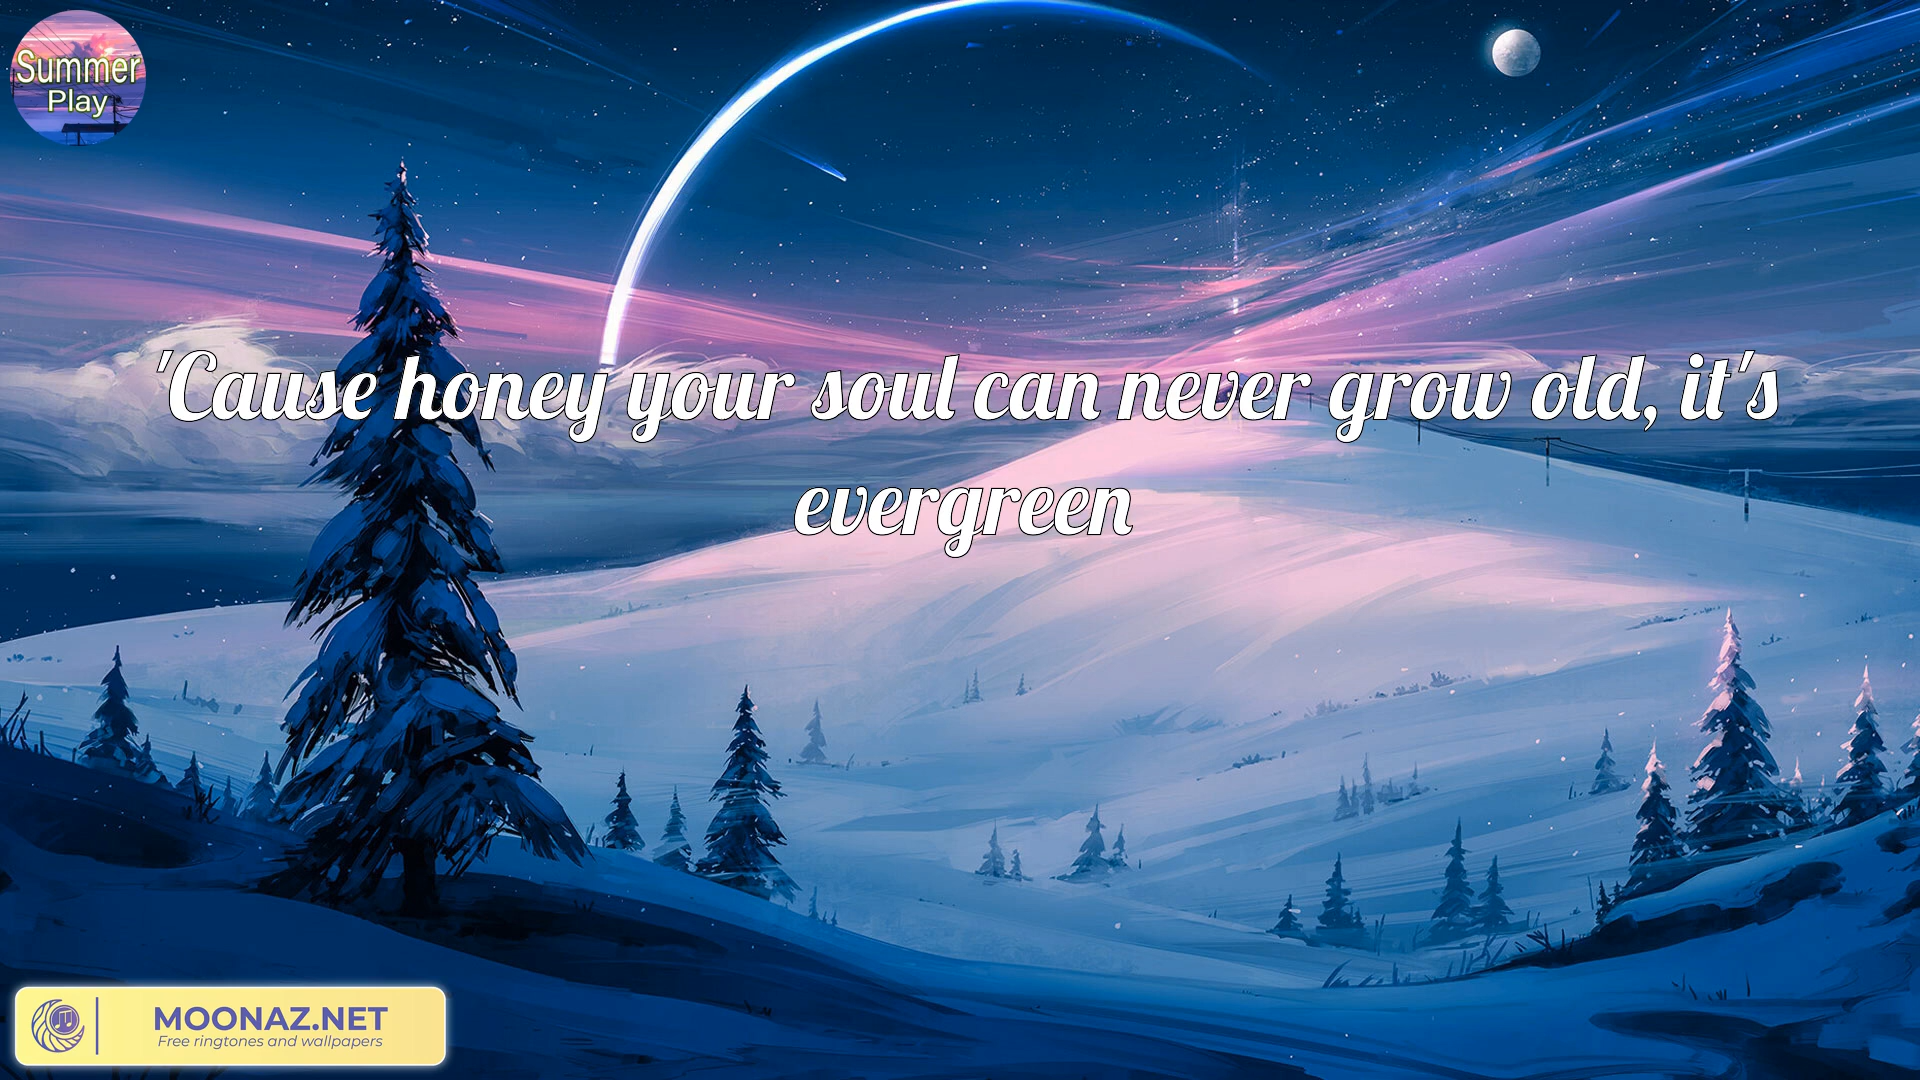 Summer
Play
'Cause honey your soul can never grow old, it's
evergreen
MOONAZ.NET
Free ringtones and wallpapers